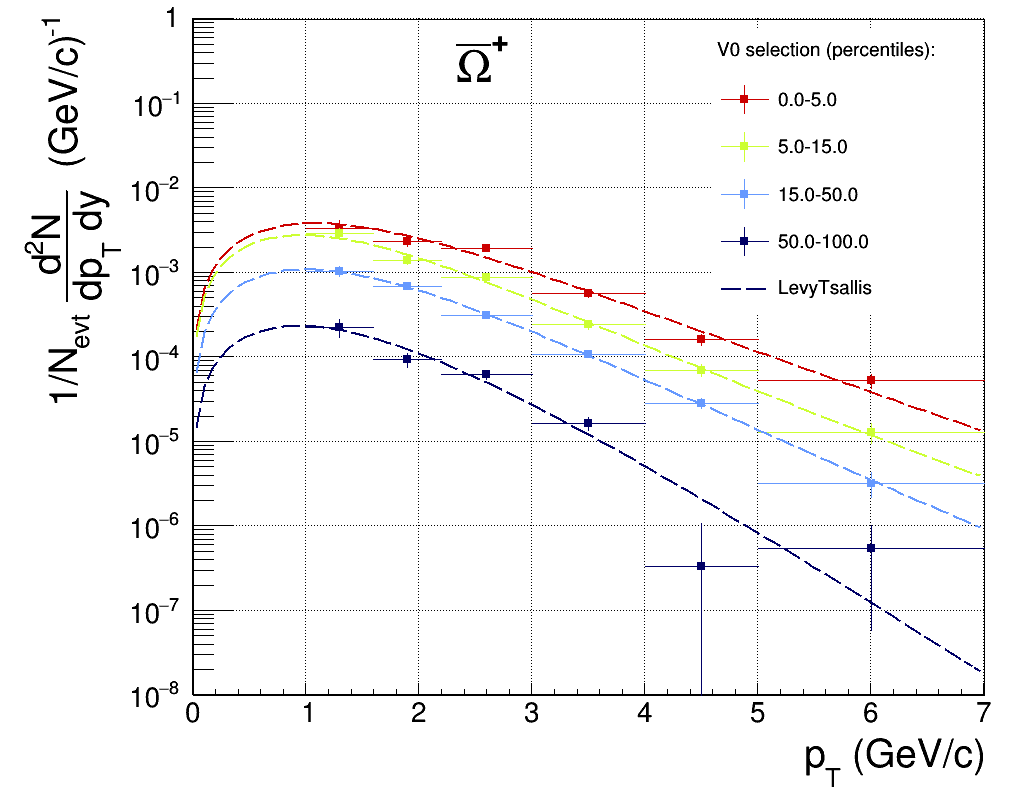 1/N_evt d²N/dp_T dy (GeV/c)⁻¹
Ω̅⁺
V0 selection (percentiles):
0.0-5.0
5.0-15.0
15.0-50.0
50.0-100.0
LevyTsallis
1
10⁻¹
10⁻²
10⁻³
10⁻⁴
10⁻⁵
10⁻⁶
10⁻⁷
10⁻⁸
0 1 2 3 4 5 6 7
p_T (GeV/c)